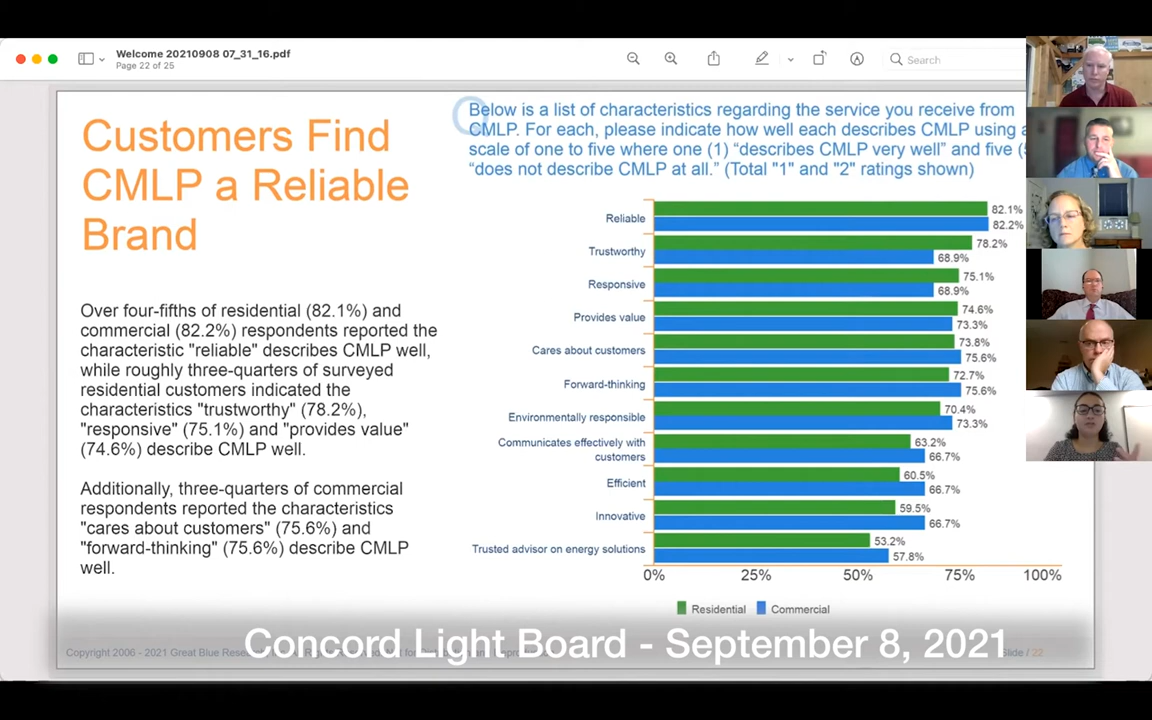 Welcome 20210908 07_31_16.pdf
Page 22 of 25
Search
Customers Find
CMLP a Reliable
Brand
Over four-fifths of residential (82.1%) and
commercial (82.2%) respondents reported the
characteristic "reliable" describes CMLP well,
while roughly three-quarters of surveyed
residential customers indicated the
characteristics "trustworthy" (78.2%),
"responsive" (75.1%) and "provides value"
(74.6%) describe CMLP well.
Additionally, three-quarters of commercial
respondents reported the characteristics
"cares about customers" (75.6%) and
"forward-thinking" (75.6%) describe CMLP
well.
Below is a list of characteristics regarding the service you receive from
CMLP. For each, please indicate how well each describes CMLP using a
scale of one to five where one (1) “describes CMLP very well” and five (
“does not describe CMLP at all.” (Total "1" and "2" ratings shown)
Reliable 82.1%
82.2%
Trustworthy 78.2%
68.9%
Responsive 75.1%
68.9%
Provides value 74.6%
73.3%
Cares about customers 73.8%
75.6%
Forward-thinking 72.7%
75.6%
Environmentally responsible 70.4%
73.3%
Communicates effectively with 63.2%
customers 66.7%
Efficient 60.5%
66.7%
Innovative 59.5%
66.7%
Trusted advisor on energy solutions 53.2%
57.8%
0% 25% 50% 75% 100%
Residential Commercial
Concord Light Board - September 8, 2021
Copyright 2006 - 2021 Great Blue Slide / 22